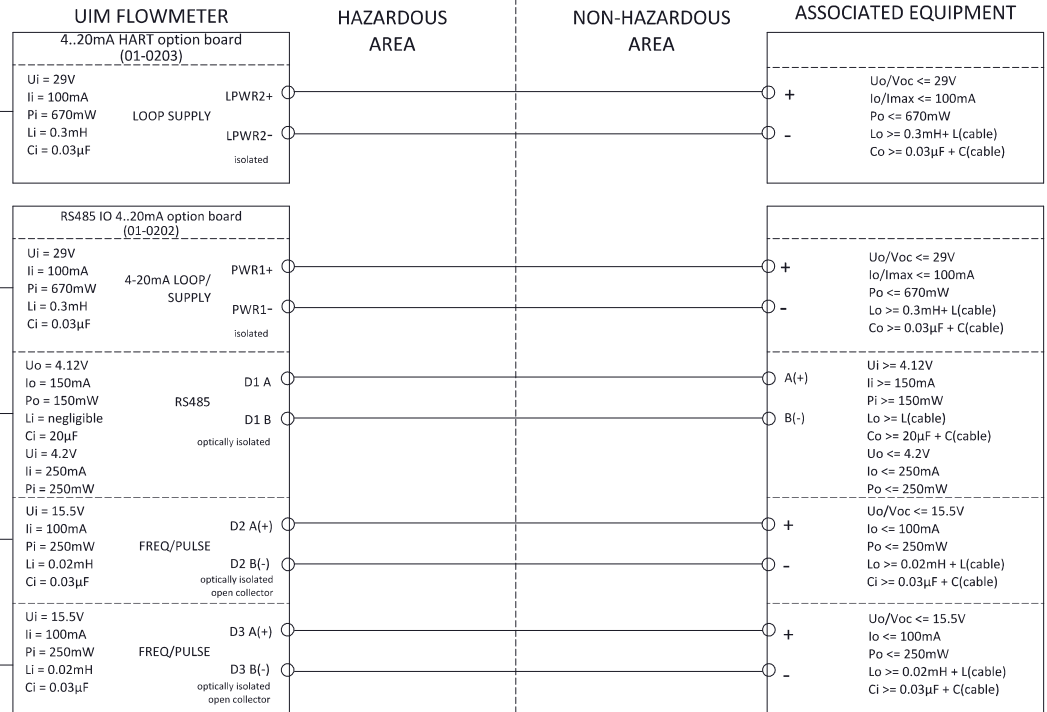 UIM FLOWMETER
HAZARDOUS
AREA
NON-HAZARDOUS
AREA
ASSOCIATED EQUIPMENT
4..20mA HART option board
(01-0203)
Ui = 29V
Ii = 100mA
Pi = 670mW
Li = 0.3mH
Ci = 0.03µF
LOOP SUPPLY
LPWR2+
LPWR2-
isolated
+
-
Uo/Voc <= 29V
Io/Imax <= 100mA
Po <= 670mW
Lo >= 0.3mH+ L(cable)
Co >= 0.03µF + C(cable)
RS485 IO 4..20mA option board
(01-0202)
Ui = 29V
Ii = 100mA
Pi = 670mW
Li = 0.3mH
Ci = 0.03µF
4-20mA LOOP/
SUPPLY
PWR1+
PWR1-
isolated
+
-
Uo/Voc <= 29V
Io/Imax <= 100mA
Po <= 670mW
Lo >= 0.3mH+ L(cable)
Co >= 0.03µF + C(cable)
Uo = 4.12V
Io = 150mA
Po = 150mW
Li = negligible
Ci = 20µF
Ui = 4.2V
Ii = 250mA
Pi = 250mW
RS485
D1 A
D1 B
optically isolated
A(+)
B(-)
Ui >= 4.12V
Ii >= 150mA
Pi >= 150mW
Lo >= L(cable)
Co >= 20µF + C(cable)
Uo <= 4.2V
Io <= 250mA
Po <= 250mW
Ui = 15.5V
Ii = 100mA
Pi = 250mW
Li = 0.02mH
Ci = 0.03µF
FREQ/PULSE
D2 A(+)
D2 B(-)
optically isolated
open collector
+
-
Uo/Voc <= 15.5V
Io <= 100mA
Po <= 250mW
Lo >= 0.02mH + L(cable)
Ci >= 0.03µF + C(cable)
Ui = 15.5V
Ii = 100mA
Pi = 250mW
Li = 0.02mH
Ci = 0.03µF
FREQ/PULSE
D3 A(+)
D3 B(-)
optically isolated
open collector
+
-
Uo/Voc <= 15.5V
Io <= 100mA
Po <= 250mW
Lo >= 0.02mH + L(cable)
Ci >= 0.03µF + C(cable)